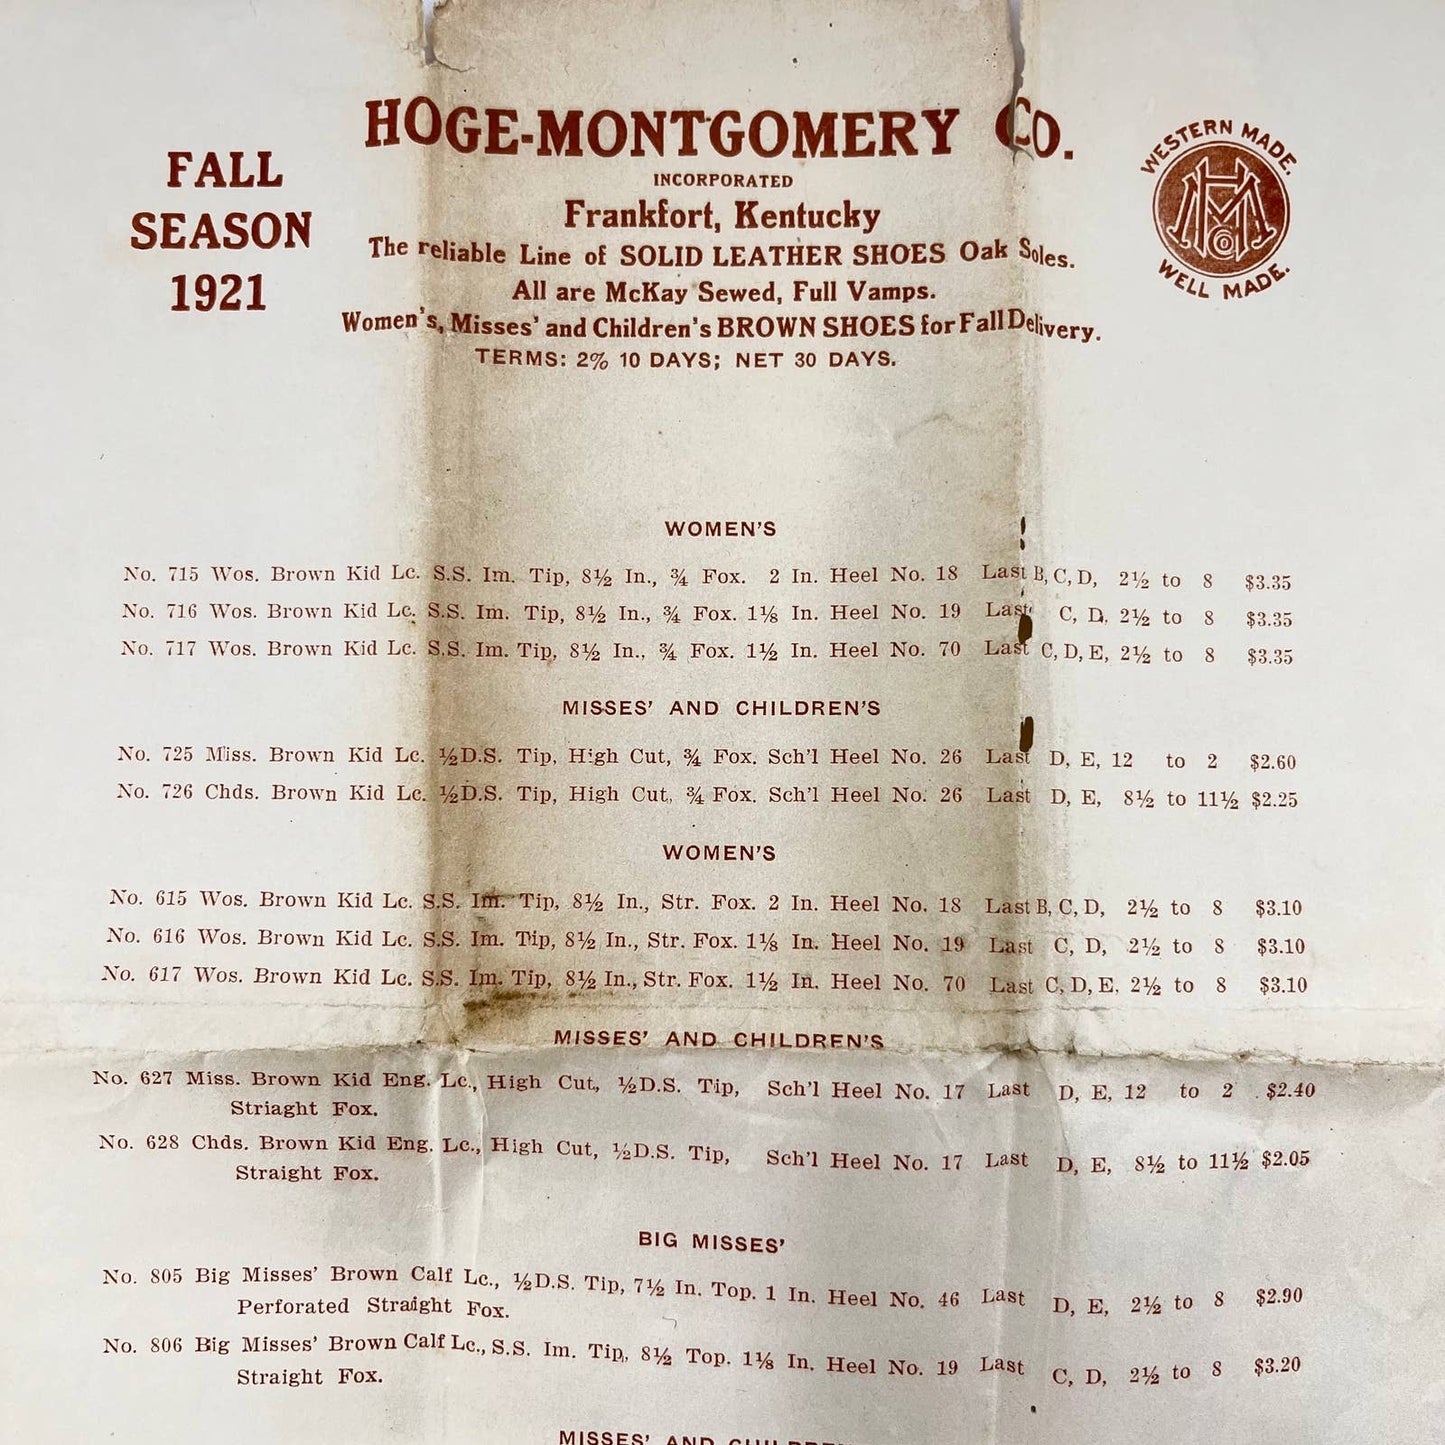 FALL
SEASON
1921
HOGE-MONTGOMERY CO.
INCORPORATED
Frankfort, Kentucky
The reliable Line of SOLID LEATHER SHOES Oak Soles.
All are McKay Sewed, Full Vamps.
Women's, Misses' and Children's BROWN SHOES for Fall Delivery.
TERMS: 2% 10 DAYS; NET 30 DAYS.
WESTERN MADE.
HMCo
WELL MADE.
WOMEN'S
No. 715 Wos. Brown Kid Lc. S.S. Im. Tip, 8½ In., ¾ Fox. 2 In. Heel No. 18 Last B, C, D, 2½ to 8 $3.35
No. 716 Wos. Brown Kid Lc. S.S. Im. Tip, 8½ In., ¾ Fox. 1⅛ In. Heel No. 19 Last C, D, 2½ to 8 $3.35
No. 717 Wos. Brown Kid Lc. S.S. Im. Tip, 8½ In., ¾ Fox. 1½ In. Heel No. 70 Last C, D, E, 2½ to 8 $3.35
MISSES' AND CHILDREN'S
No. 725 Miss. Brown Kid Lc. ½D.S. Tip, High Cut, ¾ Fox. Sch'l Heel No. 26 Last D, E, 12 to 2 $2.60
No. 726 Chds. Brown Kid Lc. ½D.S. Tip, High Cut, ¾ Fox. Sch'l Heel No. 26 Last D, E, 8½ to 11½ $2.25
WOMEN'S
No. 615 Wos. Brown Kid Lc. S.S. Im. Tip, 8½ In., Str. Fox. 2 In. Heel No. 18 Last B, C, D, 2½ to 8 $3.10
No. 616 Wos. Brown Kid Lc. S.S. Im. Tip, 8½ In., Str. Fox. 1⅛ In. Heel No. 19 Last C, D, 2½ to 8 $3.10
No. 617 Wos. Brown Kid Lc. S.S. Im. Tip, 8½ In., Str. Fox. 1½ In. Heel No. 70 Last C, D, E, 2½ to 8 $3.10
MISSES' AND CHILDREN'S
No. 627 Miss. Brown Kid Eng. Lc., High Cut, ½D.S. Tip, Sch'l Heel No. 17 Last D, E, 12 to 2 $2.40
Striaght Fox.
No. 628 Chds. Brown Kid Eng. Lc., High Cut, ½D.S. Tip, Sch'l Heel No. 17 Last D, E, 8½ to 11½ $2.05
Straight Fox.
BIG MISSES'
No. 805 Big Misses' Brown Calf Lc., ½D.S. Tip, 7½ In. Top. 1 In. Heel No. 46 Last D, E, 2½ to 8 $2.90
Perforated Straight Fox.
No. 806 Big Misses' Brown Calf Lc., S.S. Im. Tip, 8½ Top. 1⅛ In. Heel No. 19 Last C, D, 2½ to 8 $3.20
Straight Fox.
MISSES' AND CHILDREN'S